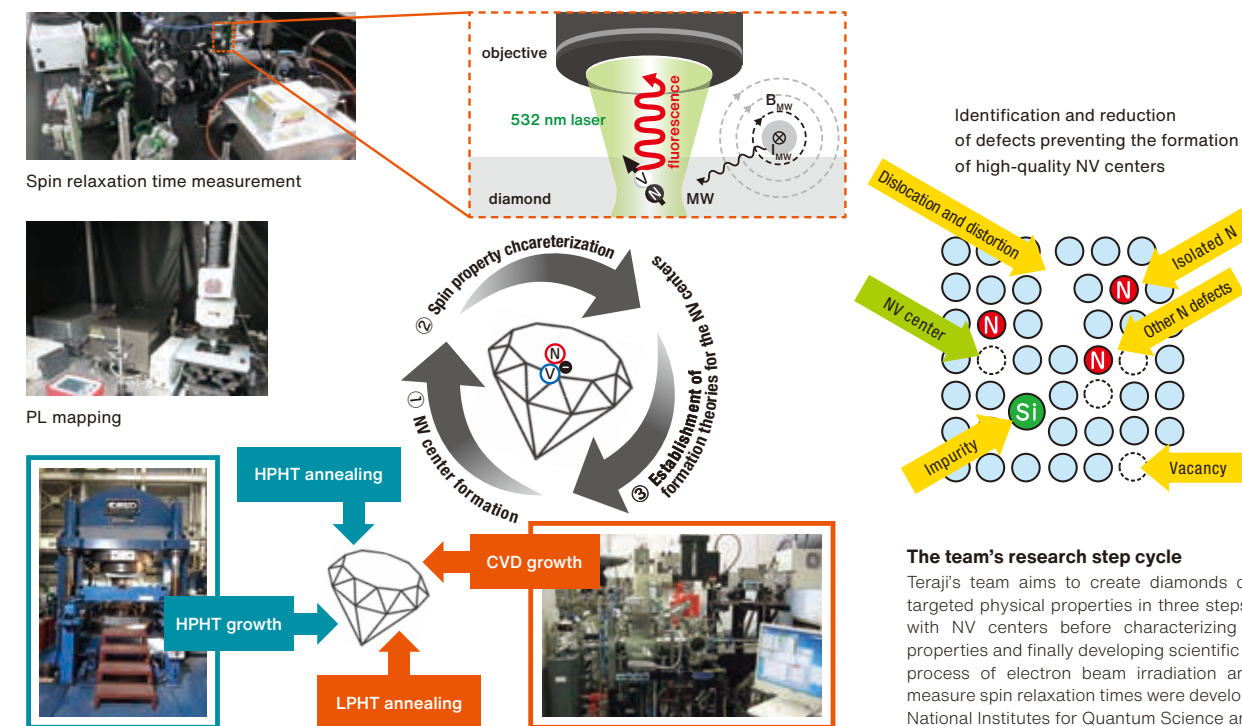 objective
532 nm laser
fluorescence
B MW
I MW
V
N
diamond
MW
Spin relaxation time measurement
PL mapping
② Spin property chcareterization
③ Establishment of
formation theories for the NV centers
① NV center formation
N
V
HPHT annealing
CVD growth
HPHT growth
LPHT annealing
Identification and reduction
of defects preventing the formation
of high-quality NV centers
Dislocation and distortion
Isolated N
N
NV center
Other N defects
N
N
Si
Impurity
Vacancy
The team's research step cycle
Teraji's team aims to create diamonds
targeted physical properties in three steps
with NV centers before characterizing
properties and finally developing scientific
process of electron beam irradiation
measure spin relaxation times were
National Institutes for Quantum Science